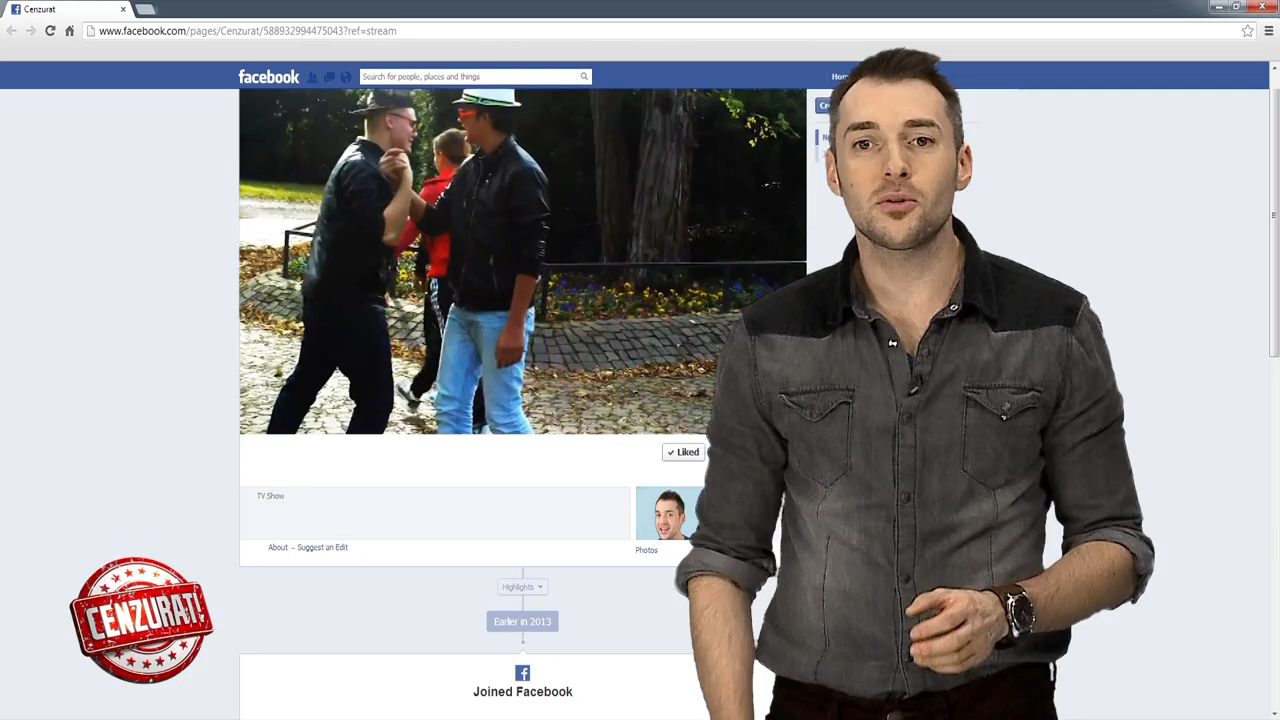 Cenzurat
www.facebook.com/pages/Cenzurat/588932994475043?ref=stream
facebook
Search for people, places and things
Liked
TV Show
About – Suggest an Edit
Photos
Highlights
Earlier in 2013
Joined Facebook
CENZURAT!